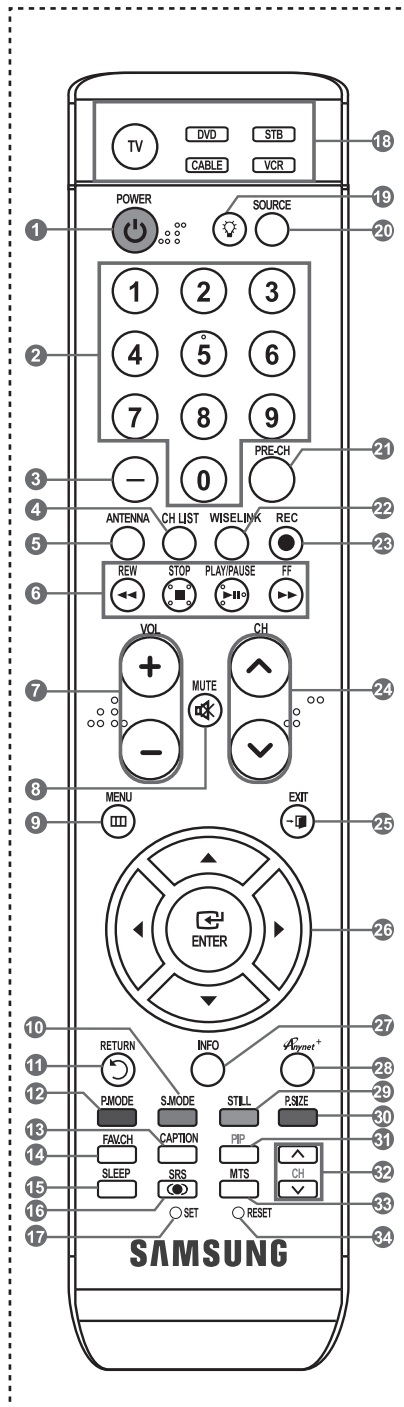 TV DVD STB
CABLE VCR
18
POWER SOURCE 19
1 20
1 2 3
2 4 5 6
7 8 9
0 PRE-CH 21
3
4 22
ANTENNA CH LIST WISELINK REC
5 23
REW STOP PLAY/PAUSE FF
6
VOL CH
+
7 MUTE 24
−
8
MENU EXIT
9 25
ENTER 26
10 27
RETURN INFO Anynet+
11 28
12 P.MODE S.MODE STILL P.SIZE 29
30
13 31
FAV.CH CAPTION PIP
14 CH 32
SLEEP SRS MTS
15 33
16
SET RESET
17 34
SAMSUNG